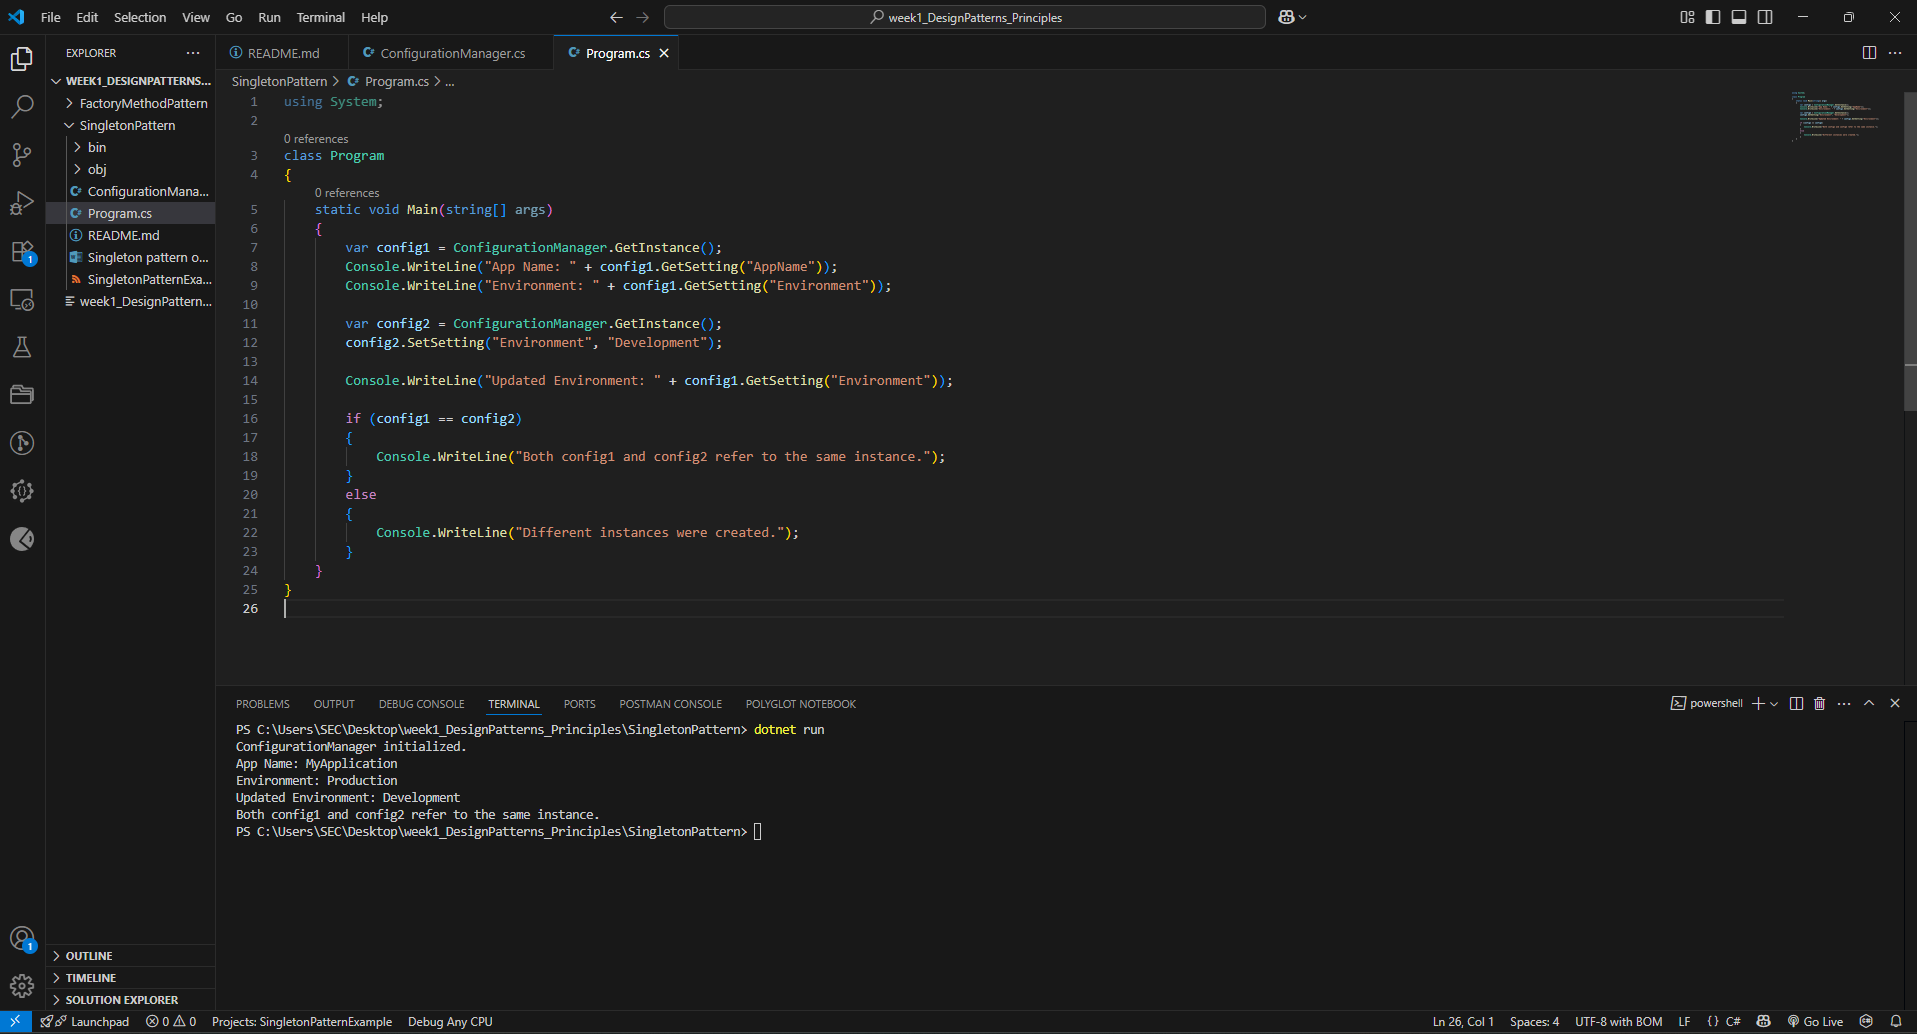 File Edit Selection View Go Run Terminal Help
week1_DesignPatterns_Principles
EXPLORER
WEEK1_DESIGNPATTERNS...
FactoryMethodPattern
SingletonPattern
bin
obj
ConfigurationMana...
Program.cs
README.md
Singleton pattern o...
SingletonPatternExa...
week1_DesignPattern...
OUTLINE
TIMELINE
SOLUTION EXPLORER
1
1
README.md ConfigurationManager.cs Program.cs
SingletonPattern > Program.cs > ...
1 using System;
2
0 references
3 class Program
4 {
0 references
5 static void Main(string[] args)
6 {
7 var config1 = ConfigurationManager.GetInstance();
8 Console.WriteLine("App Name: " + config1.GetSetting("AppName"));
9 Console.WriteLine("Environment: " + config1.GetSetting("Environment"));
10
11 var config2 = ConfigurationManager.GetInstance();
12 config2.SetSetting("Environment", "Development");
13
14 Console.WriteLine("Updated Environment: " + config1.GetSetting("Environment"));
15
16 if (config1 == config2)
17 {
18 Console.WriteLine("Both config1 and config2 refer to the same instance.");
19 }
20 else
21 {
22 Console.WriteLine("Different instances were created.");
23 }
24 }
25 }
26
PROBLEMS OUTPUT DEBUG CONSOLE TERMINAL PORTS POSTMAN CONSOLE POLYGLOT NOTEBOOK
powershell
PS C:\Users\SEC\Desktop\week1_DesignPatterns_Principles\SingletonPattern> dotnet run
ConfigurationManager initialized.
App Name: MyApplication
Environment: Production
Updated Environment: Development
Both config1 and config2 refer to the same instance.
PS C:\Users\SEC\Desktop\week1_DesignPatterns_Principles\SingletonPattern>
Launchpad 0 0 Projects: SingletonPatternExample Debug Any CPU
Ln 26, Col 1 Spaces: 4 UTF-8 with BOM LF {} C# Go Live